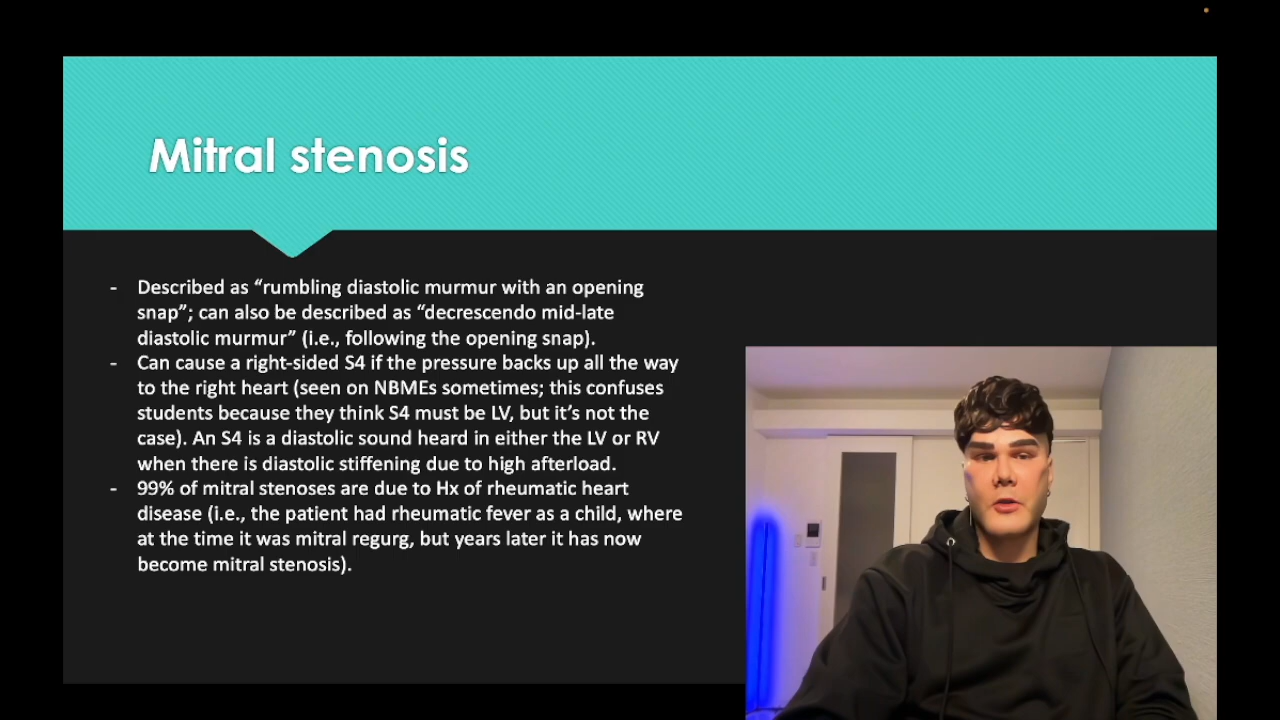 Mitral stenosis
- Described as “rumbling diastolic murmur with an opening
snap”; can also be described as “decrescendo mid-late
diastolic murmur” (i.e., following the opening snap).
- Can cause a right-sided S4 if the pressure backs up all the way
to the right heart (seen on NBMEs sometimes; this confuses
students because they think S4 must be LV, but it’s not the
case). An S4 is a diastolic sound heard in either the LV or RV
when there is diastolic stiffening due to high afterload.
- 99% of mitral stenoses are due to Hx of rheumatic heart
disease (i.e., the patient had rheumatic fever as a child, where
at the time it was mitral regurg, but years later it has now
become mitral stenosis).